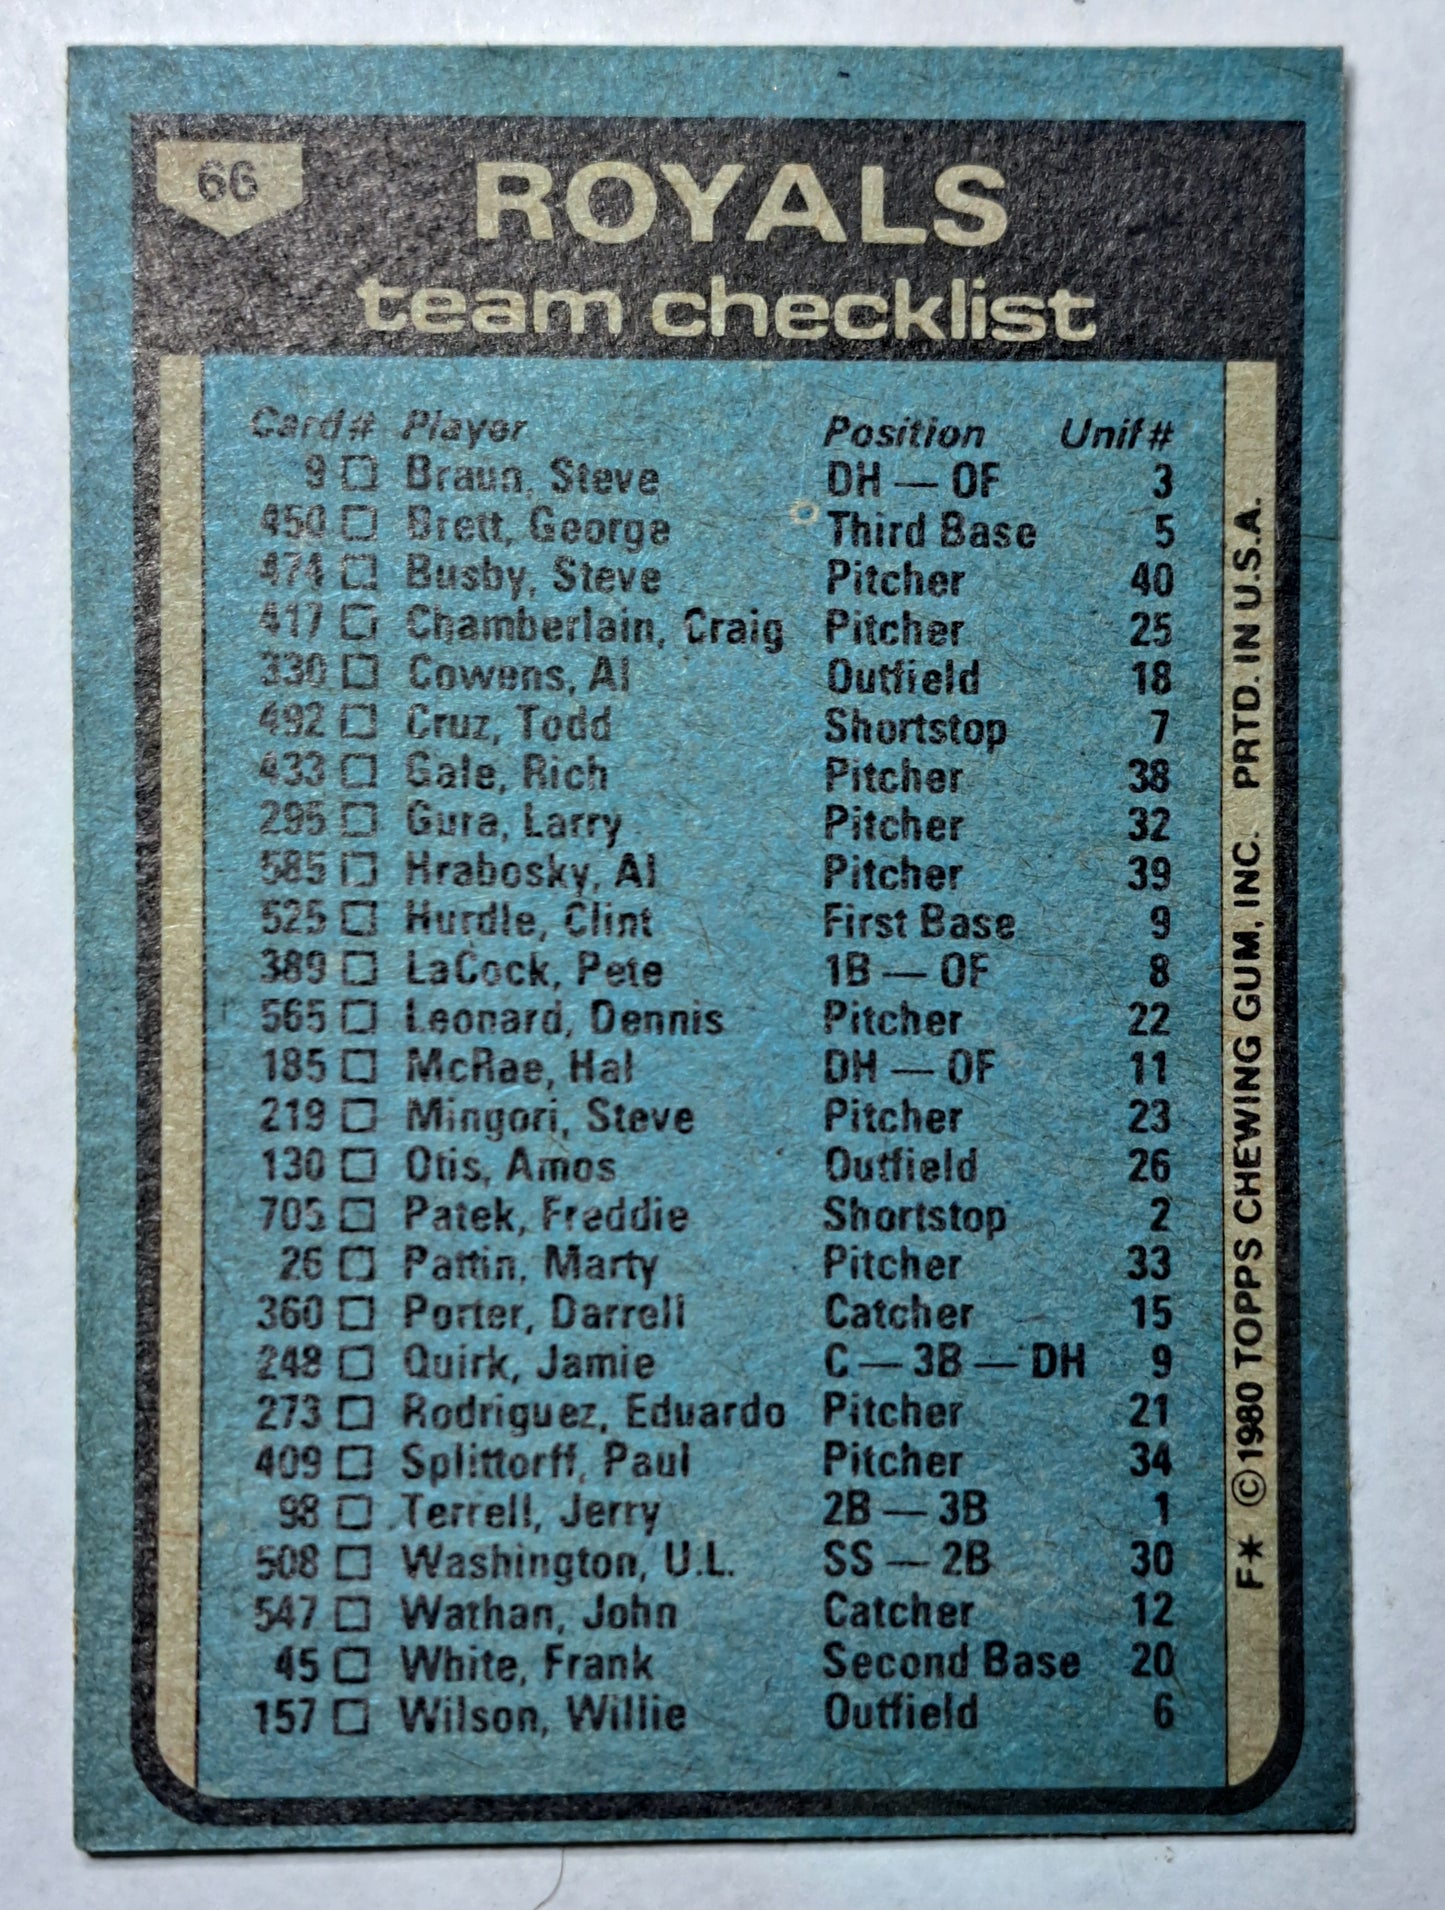 66
ROYALS
team checklist
Card # Player Position Unif #
9 Braun, Steve DH — OF 3
450 Brett, George Third Base 5
474 Busby, Steve Pitcher 40
417 Chamberlain, Craig Pitcher 25
330 Cowens, Al Outfield 18
492 Cruz, Todd Shortstop 7
433 Gale, Rich Pitcher 38
295 Gura, Larry Pitcher 32
585 Hrabosky, Al Pitcher 39
525 Hurdle, Clint First Base 9
389 LaCock, Pete 1B — OF 8
565 Leonard, Dennis Pitcher 22
185 McRae, Hal DH — OF 11
219 Mingori, Steve Pitcher 23
130 Otis, Amos Outfield 26
705 Patek, Freddie Shortstop 2
26 Pattin, Marty Pitcher 33
360 Porter, Darrell Catcher 15
248 Quirk, Jamie C — 3B — DH 9
273 Rodriguez, Eduardo Pitcher 21
409 Splittorff, Paul Pitcher 34
98 Terrell, Jerry 2B — 3B 1
508 Washington, U.L. SS — 2B 30
547 Wathan, John Catcher 12
45 White, Frank Second Base 20
157 Wilson, Willie Outfield 6
F* © 1980 TOPPS CHEWING GUM, INC. PRTD. IN U.S.A.